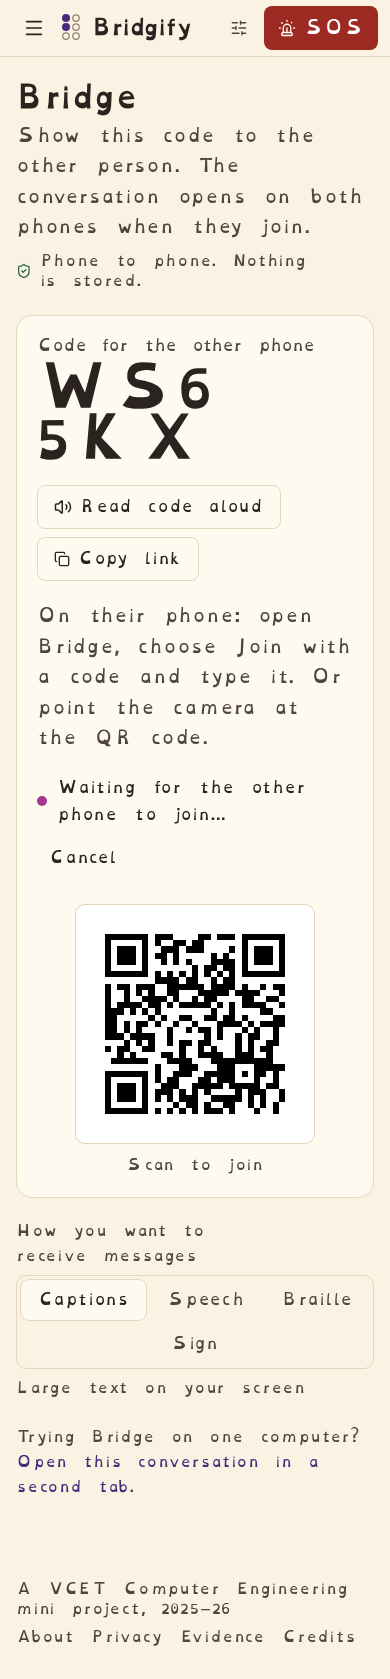 Bridgify
SOS
Bridge
Show this code to the
other person. The
conversation opens on both
phones when they join.
Phone to phone. Nothing
is stored.
Code for the other phone
WS6
5KX
Read code aloud
Copy link
On their phone: open
Bridge, choose Join with
a code and type it. Or
point the camera at
the QR code.
Waiting for the other
phone to join…
Cancel
Scan to join
How you want to
receive messages
Captions Speech Braille
Sign
Large text on your screen
Trying Bridge on one computer?
Open this conversation in a
second tab.
A VCET Computer Engineering
mini project, 2025–26
About Privacy Evidence Credits